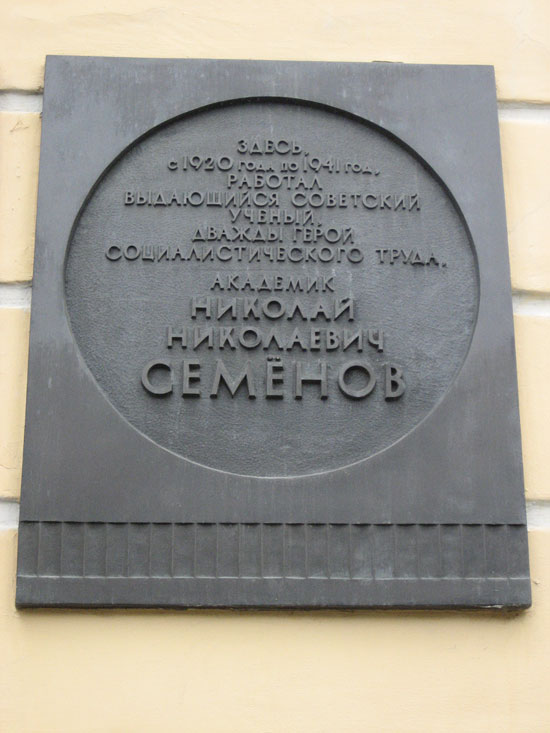 ЗДЕСЬ,
с 1920 года по 1941 год,
РАБОТАЛ
ВЫДАЮЩИЙСЯ СОВЕТСКИЙ
УЧЕНЫЙ,
ДВАЖДЫ ГЕРОЙ
СОЦИАЛИСТИЧЕСКОГО ТРУДА,
АКАДЕМИК
НИКОЛАЙ
НИКОЛАЕВИЧ
СЕМЁНОВ